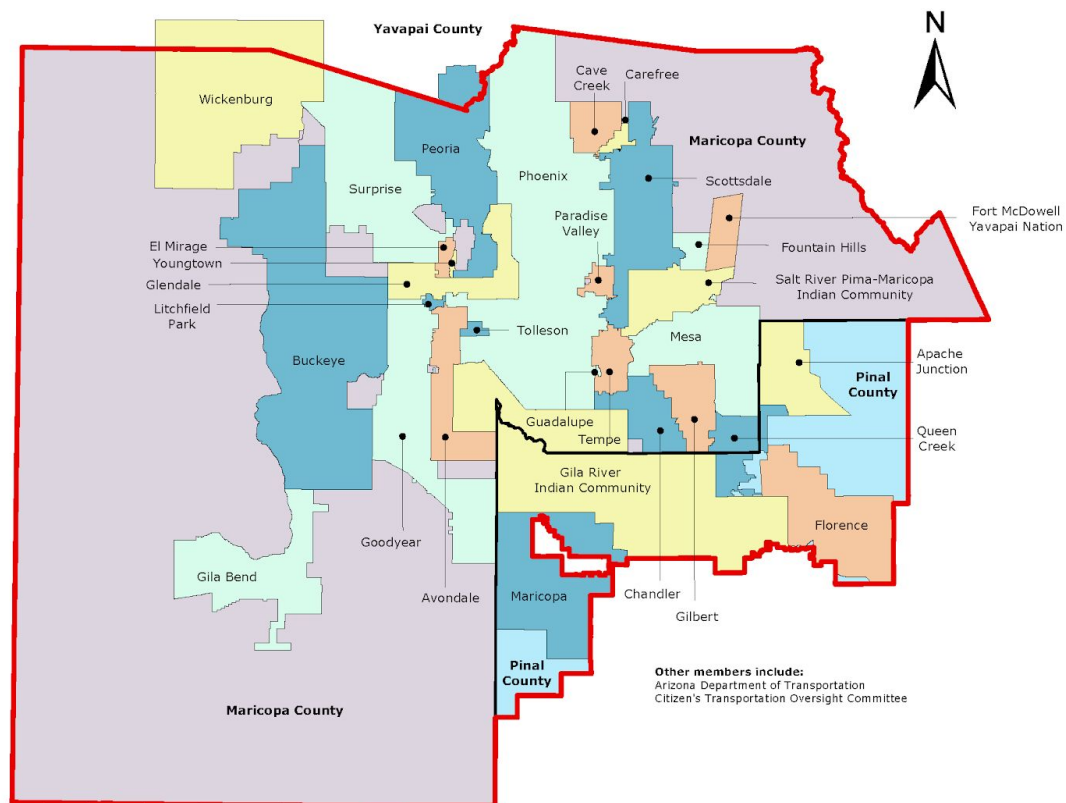 Yavapai County
N
Wickenburg
Cave
Creek
Carefree
Peoria
Maricopa County
Phoenix
Surprise
Scottsdale
Paradise
Valley
Fort McDowell
Yavapai Nation
El Mirage
Fountain Hills
Youngtown
Glendale
Salt River Pima-Maricopa
Indian Community
Litchfield
Park
Tolleson
Mesa
Buckeye
Apache
Junction
Pinal
County
Guadalupe
Tempe
Queen
Creek
Gila River
Indian Community
Florence
Goodyear
Gila Bend
Avondale
Maricopa
Chandler
Gilbert
Pinal
County
Other members include:
Arizona Department of Transportation
Citizen's Transportation Oversight Committee
Maricopa County